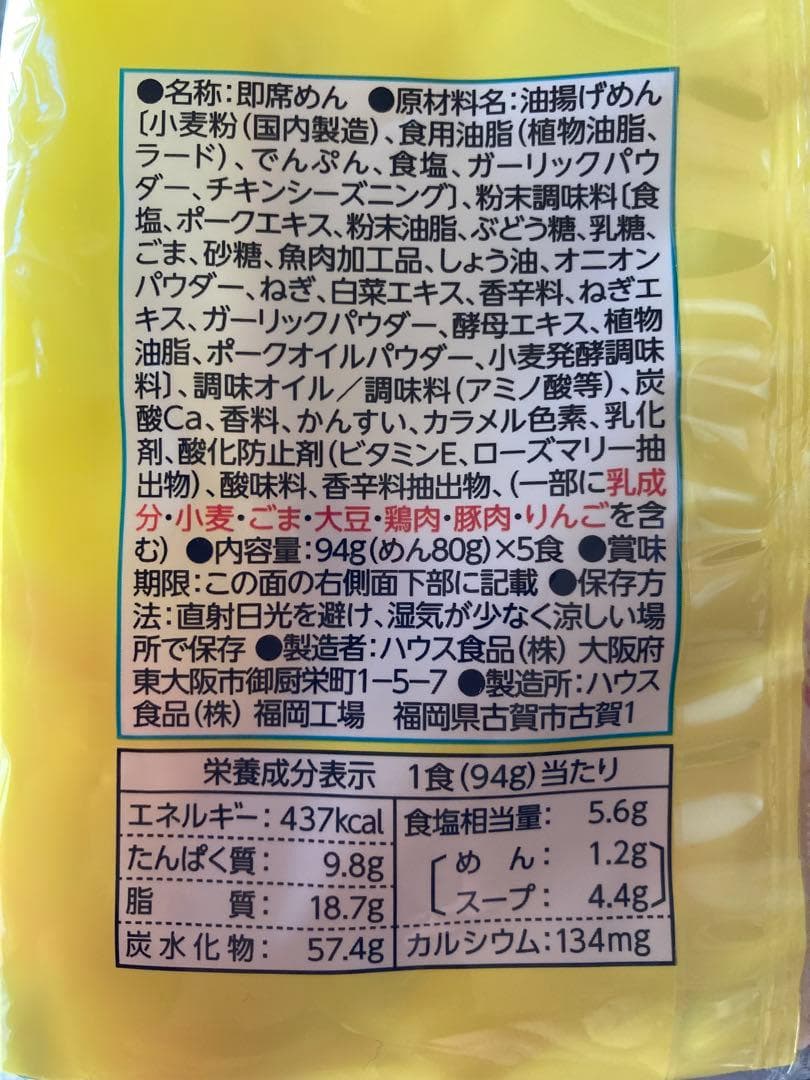 ●名称：即席めん ●原材料名：油揚げめん
〔小麦粉（国内製造）、食用油脂（植物油脂、
ラード）、でんぷん、食塩、ガーリックパウ
ダー、チキンシーズニング〕、粉末調味料〔食
塩、ポークエキス、粉末油脂、ぶどう糖、乳糖、
ごま、砂糖、魚肉加工品、しょう油、オニオン
パウダー、ねぎ、白菜エキス、香辛料、ねぎエ
キス、ガーリックパウダー、酵母エキス、植物
油脂、ポークオイルパウダー、小麦発酵調味
料〕、調味オイル／調味料（アミノ酸等）、炭
酸Ca、香料、かんすい、カラメル色素、乳化
剤、酸化防止剤（ビタミンE、ローズマリー抽
出物）、酸味料、香辛料抽出物、（一部に乳成
分・小麦・ごま・大豆・鶏肉・豚肉・りんごを含
む） ●内容量：94g（めん80g）×5食 ●賞味
期限：この面の右側面下部に記載 ●保存方
法：直射日光を避け、湿気が少なく涼しい場
所で保存 ●製造者：ハウス食品（株） 大阪府
東大阪市御厨栄町1−5−7 ●製造所：ハウス
食品（株） 福岡工場 福岡県古賀市古賀1
栄養成分表示 1食（94g）当たり
エネルギー：437kcal
たんぱく質：9.8g
脂質：18.7g
炭水化物：57.4g
食塩相当量：5.6g
めん：1.2g
スープ：4.4g
カルシウム：134mg